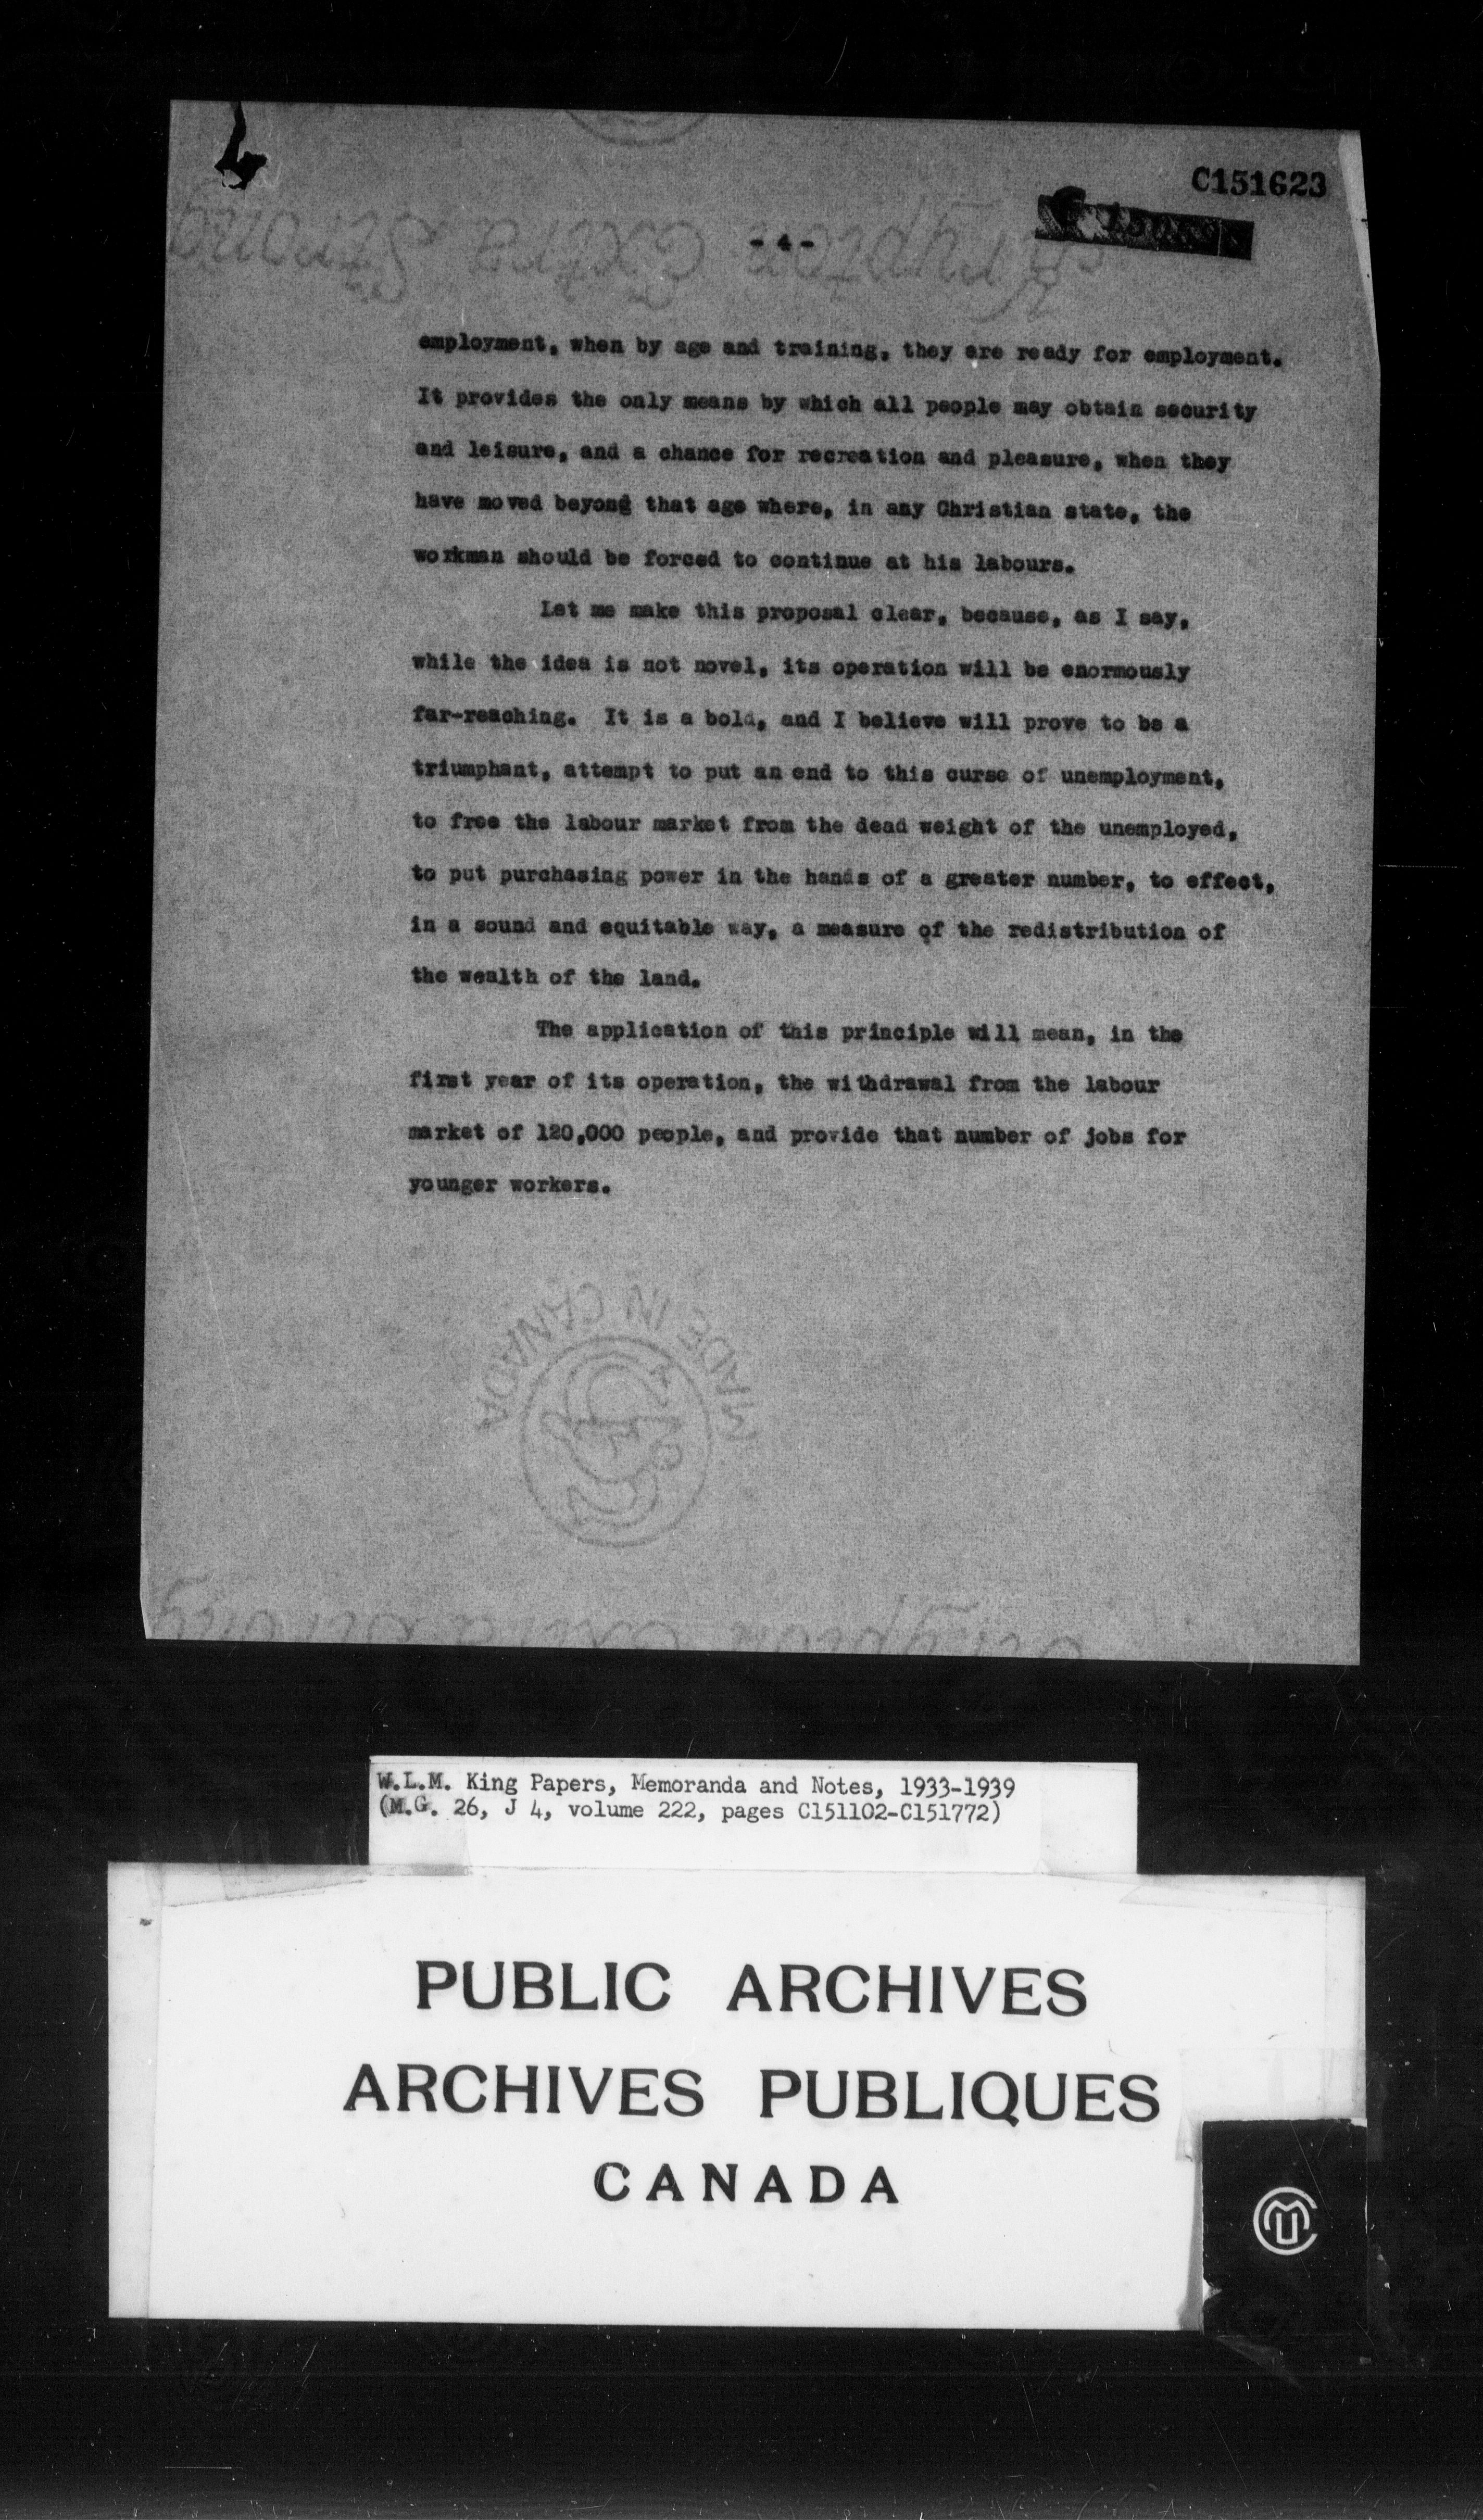 C151623
- 4 -
employment, when by age and training, they are ready for employment.
It provides the only means by which all people may obtain security
and leisure, and a chance for recreation and pleasure, when they
have moved beyond that age where, in any Christian state, the
workman should be forced to continue at his labours.
Let me make this proposal clear, because, as I say,
while the idea is not novel, its operation will be enormously
far-reaching. It is a bold, and I believe will prove to be a
triumphant, attempt to put an end to this curse of unemployment,
to free the labour market from the dead weight of the unemployed,
to put purchasing power in the hands of a greater number, to effect,
in a sound and equitable way, a measure of the redistribution of
the wealth of the land.
The application of this principle will mean, in the
first year of its operation, the withdrawal from the labour
market of 120,000 people, and provide that number of jobs for
younger workers.
MADE IN CANADA
W.L.M. King Papers, Memoranda and Notes, 1933-1939
(M.G. 26, J 4, volume 222, pages C151102-C151772)
PUBLIC ARCHIVES
ARCHIVES PUBLIQUES
CANADA